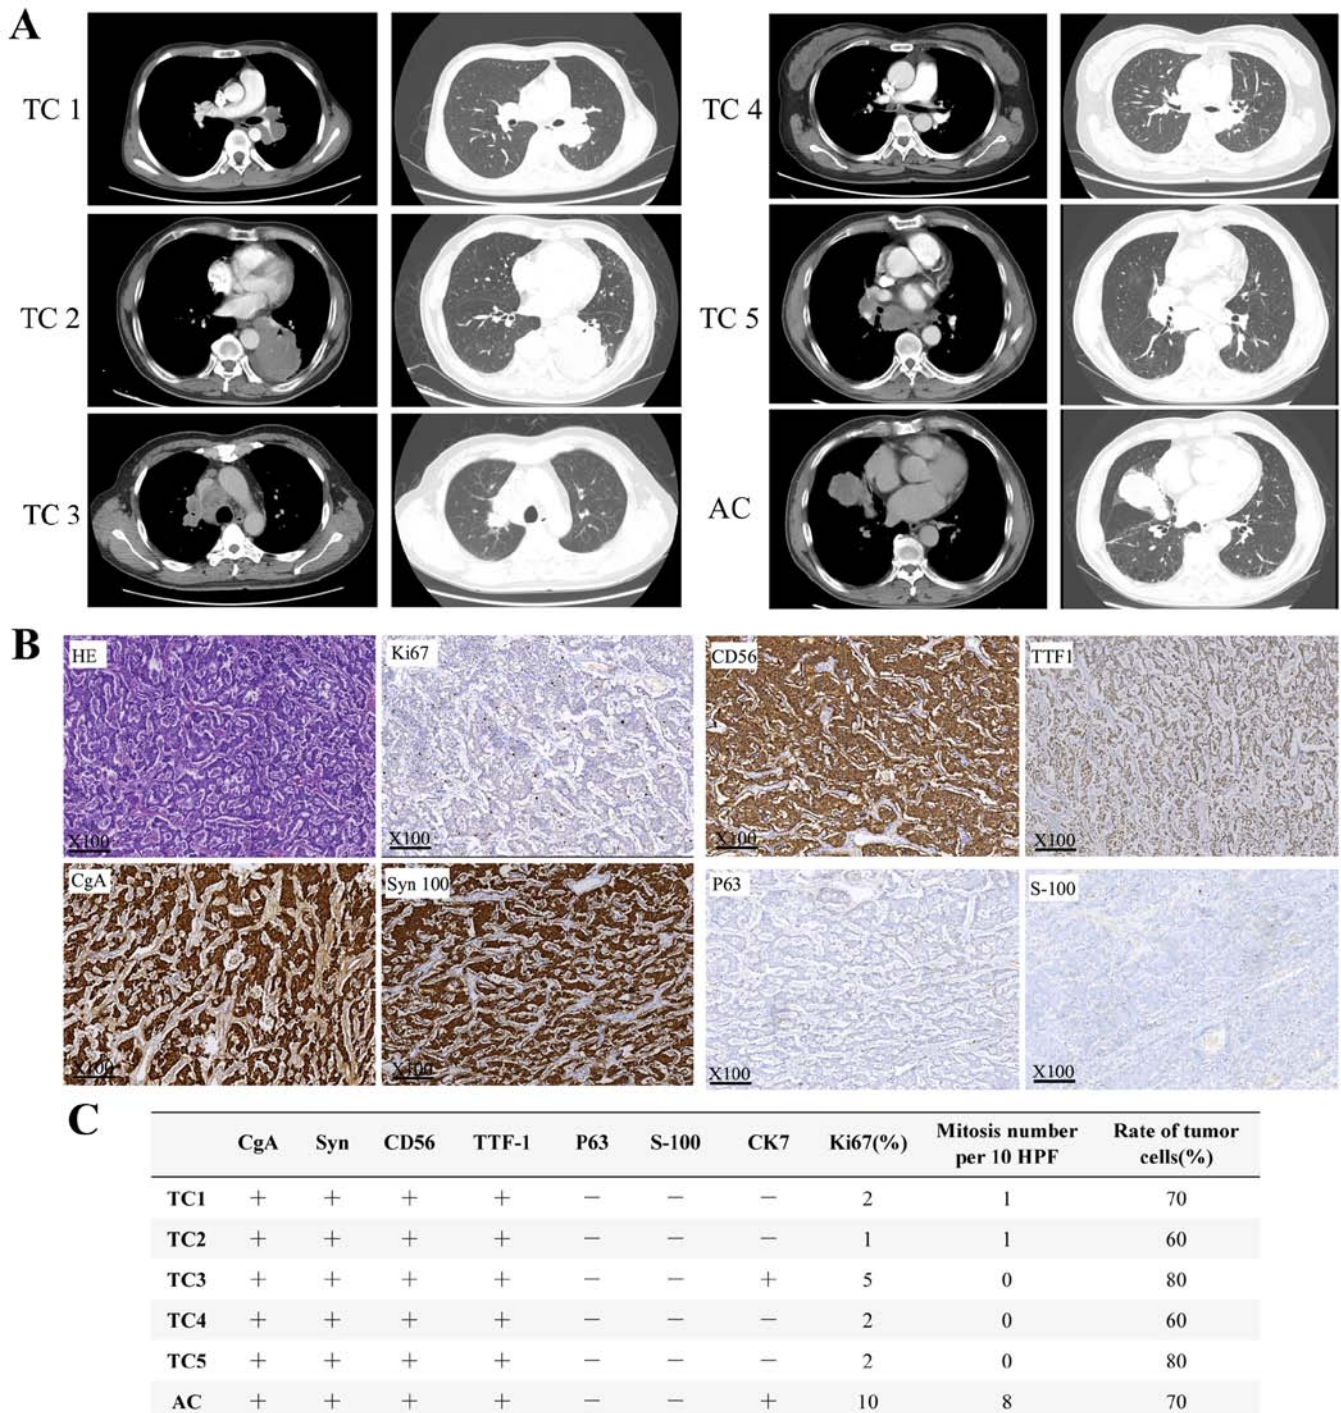 A
TC 1
TC 4
TC 2
TC 5
TC 3
AC
B
HE
Ki67
CD56
TTF1
X100
X100
X100
X100
CgA
Syn 100
P63
S-100
X100
X100
X100
X100
C
CgA Syn CD56 TTF-1 P63 S-100 CK7 Ki67(%) Mitosis number per 10 HPF Rate of tumor cells(%)
TC1 + + + + − − − 2 1 70
TC2 + + + + − − − 1 1 60
TC3 + + + + − − + 5 0 80
TC4 + + + + − − − 2 0 60
TC5 + + + + − − − 2 0 80
AC + + + + − − + 10 8 70